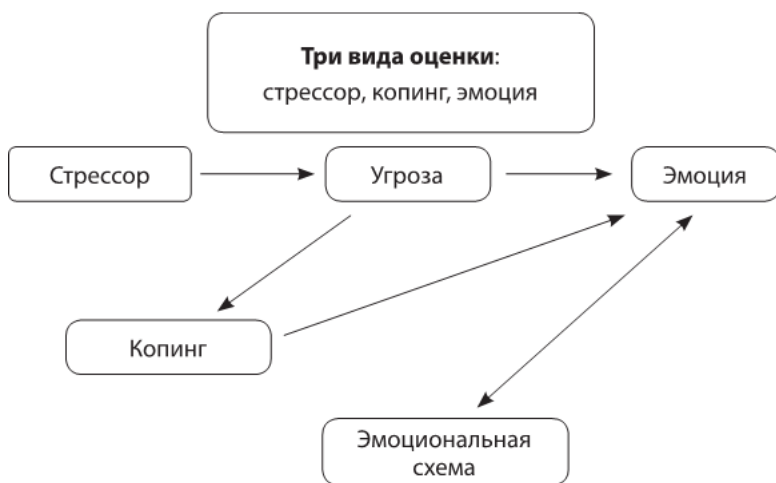 Три вида оценки:
стрессор, копинг, эмоция
Стрессор
Угроза
Эмоция
Копинг
Эмоциональная
схема